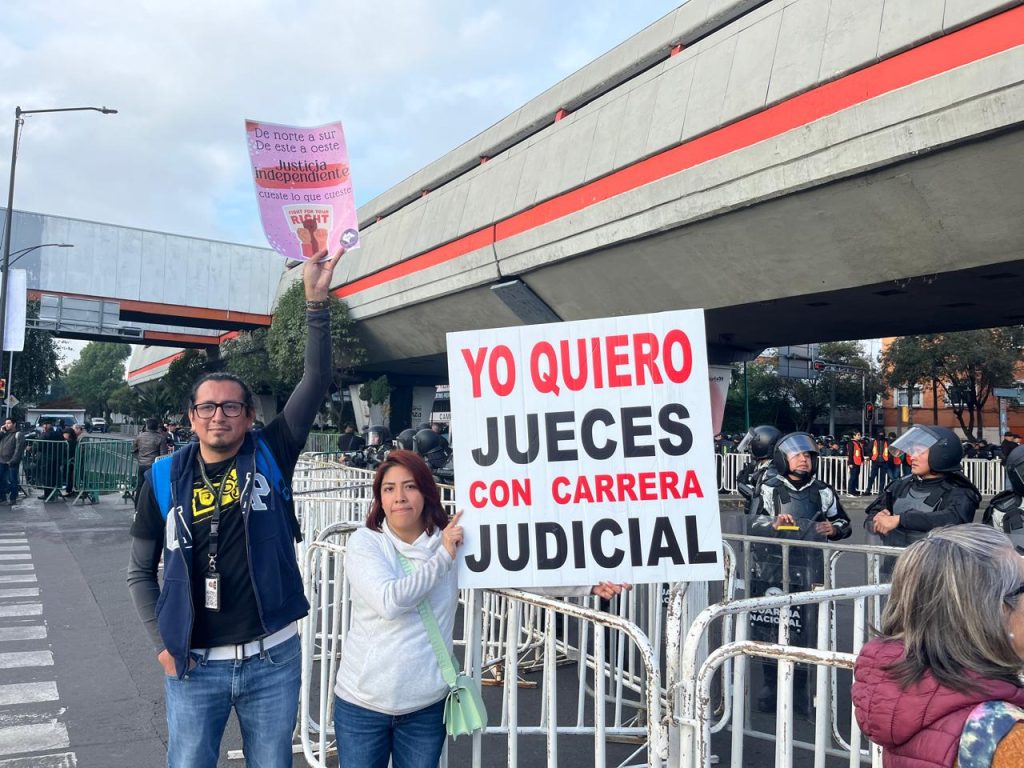 De norte a sur
De este a oeste
Justicia
independiente
cueste lo que cueste
FIGHT FOR YOUR
RIGHT
YO QUIERO
JUECES
CON CARRERA
JUDICIAL
GUARDIA
NACIONAL